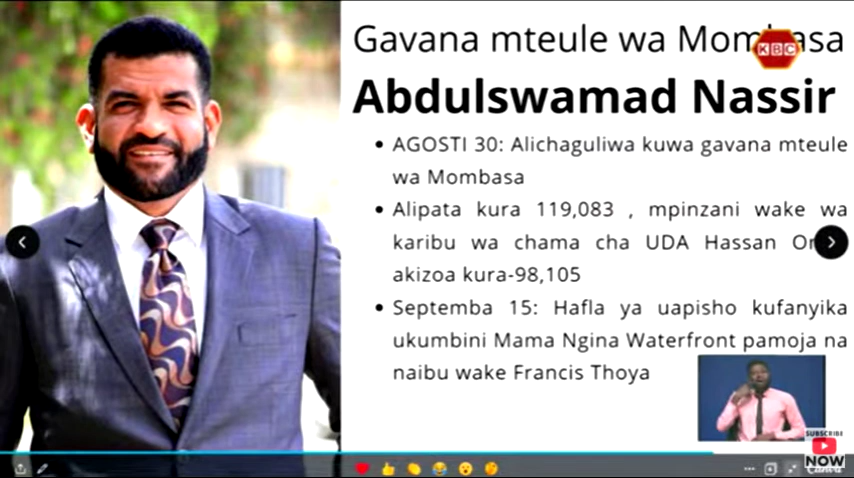 Gavana mteule wa Mombasa
KBC
Abdulswamad Nassir
AGOSTI 30: Alichaguliwa kuwa gavana mteule
wa Mombasa
Alipata kura 119,083 , mpinzani wake wa
karibu wa chama cha UDA Hassan
akizoa kura-98,105
Septemba 15: Hafla ya uapisho kufanyika
ukumbini Mama Ngina Waterfront pamoja na
naibu wake Francis Thoya
SUBSCRIBE
NOW